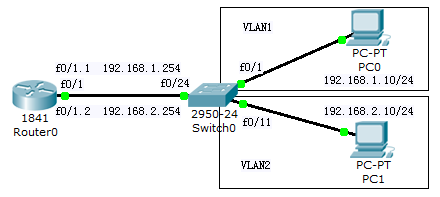 VLAN1
f0/1.1 192.168.1.254
f0/1
f0/24
f0/1
PC-PT
PC0
192.168.1.10/24
1841
Router0
f0/1.2 192.168.2.254
2950-24
Switch0
f0/11
192.168.2.10/24
PC-PT
PC1
VLAN2